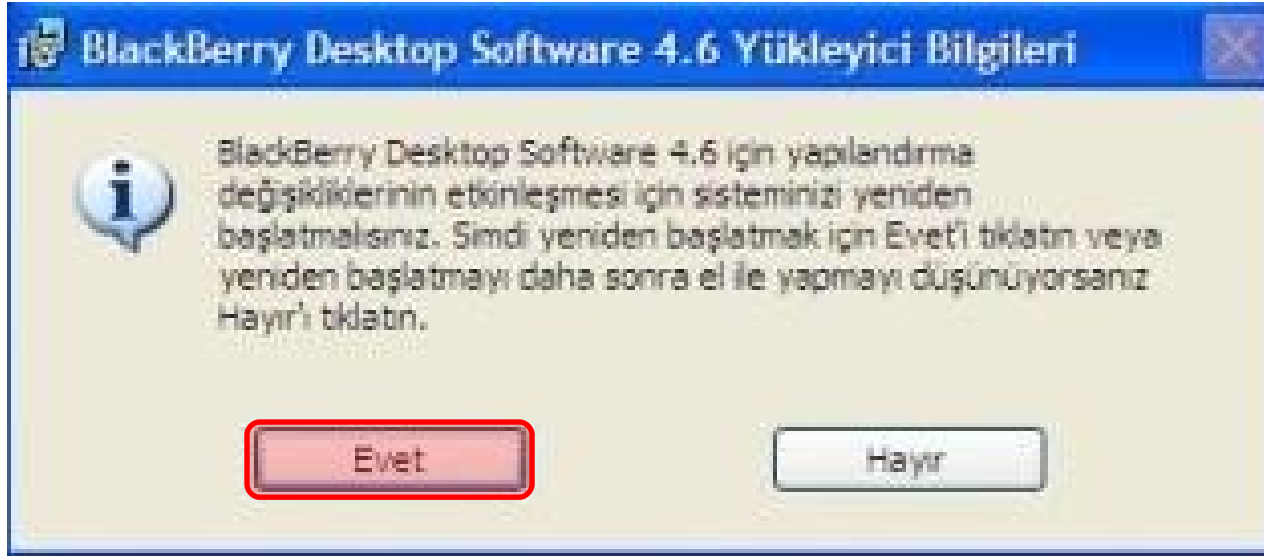 BlackBerry Desktop Software 4.6 Yükleyici Bilgileri
BlackBerry Desktop Software 4.6 için yapılandırma
değişikliklerinin etkinleşmesi için sisteminizi yeniden
başlatmalısınız. Simdi yeniden başlatmak için Evet'i tıklatın veya
yeniden başlatmayı daha sonra el ile yapmayı düşünüyorsanız
Hayır'ı tıklatın.
Evet
Hayır